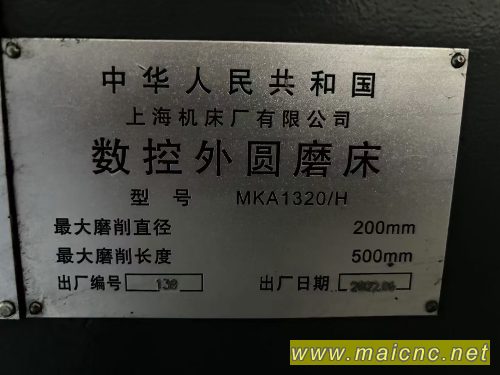 中华人民共和国
上海机床厂有限公司
数控外圆磨床
型 号 MKA1320/H
最大磨削直径 200mm
最大磨削长度 500mm
出厂编号 138 出厂日期 2022.06
www.maicnc.net